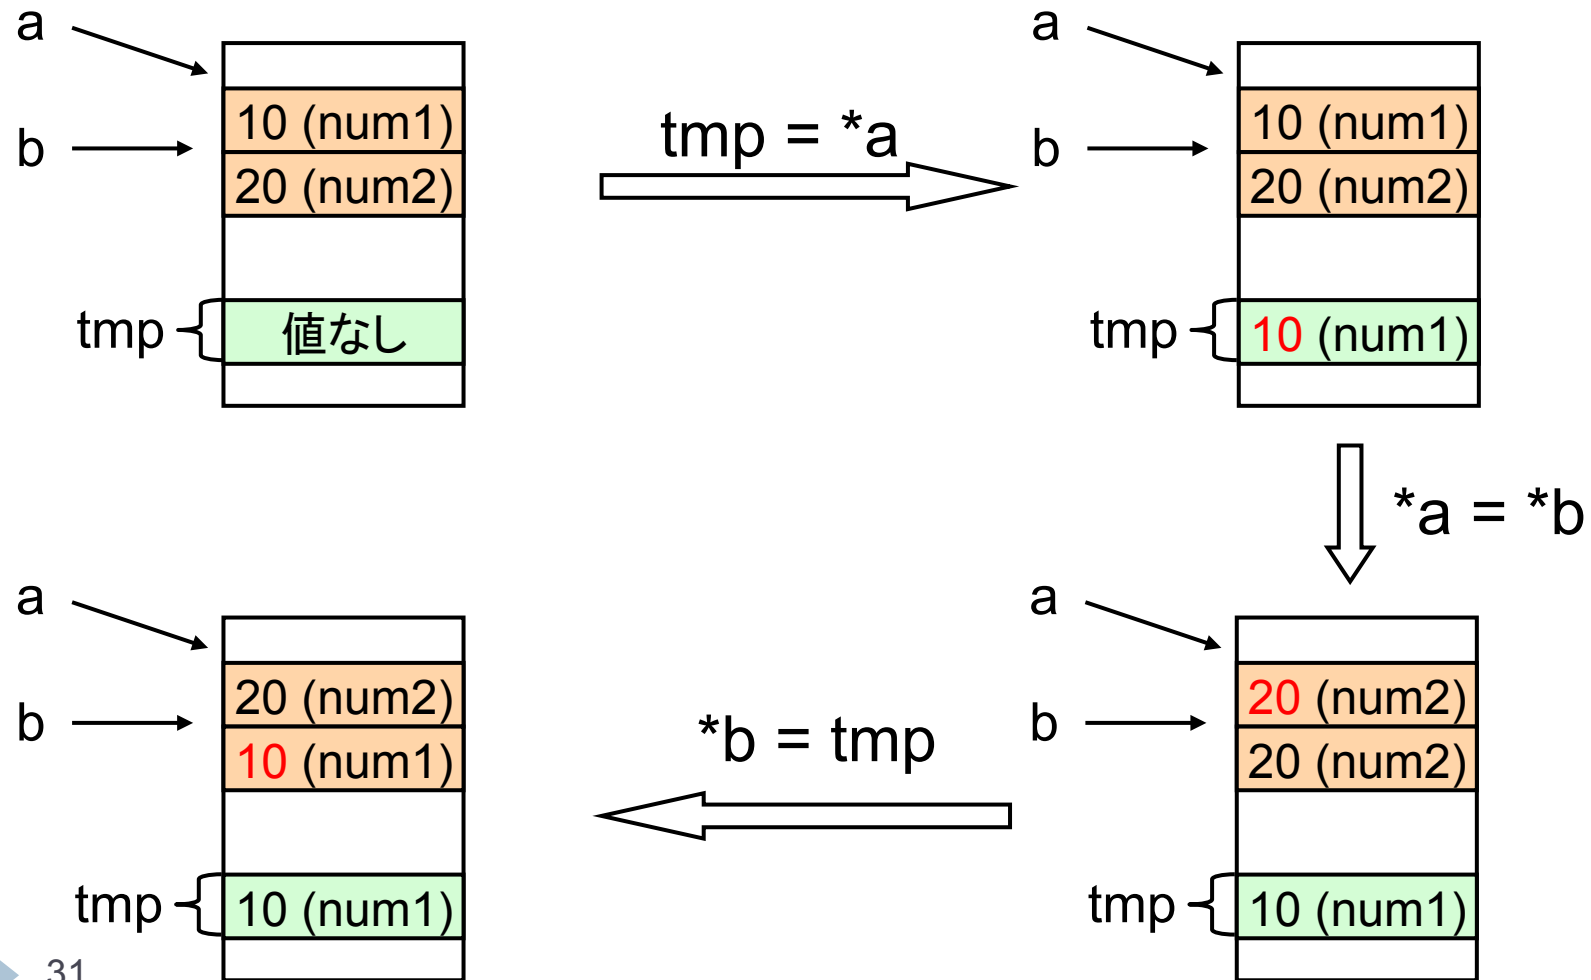 a
10 (num1)
b
20 (num2)
tmp
値なし
tmp = *a
a
10 (num1)
b
20 (num2)
tmp
10 (num1)
*a = *b
a
20 (num2)
b
20 (num2)
tmp
10 (num1)
*b = tmp
a
20 (num2)
b
10 (num1)
tmp
10 (num1)
31